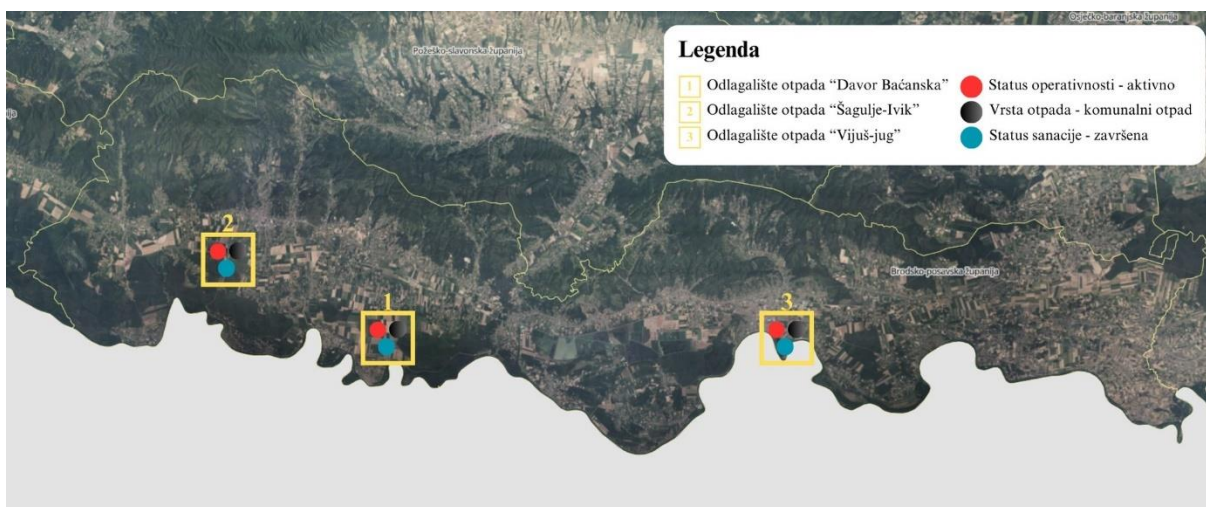 Osječko-baranjska županija
Požeško-slavonska županija
Legenda
1 Odlagalište otpada “Davor Baćanska”
Status operativnosti - aktivno
2 Odlagalište otpada “Šagulje-Ivik”
Vrsta otpada - komunalni otpad
3 Odlagalište otpada “Vijuš-jug”
Status sanacije - završena
2
Brodsko-posavska županija
1
3